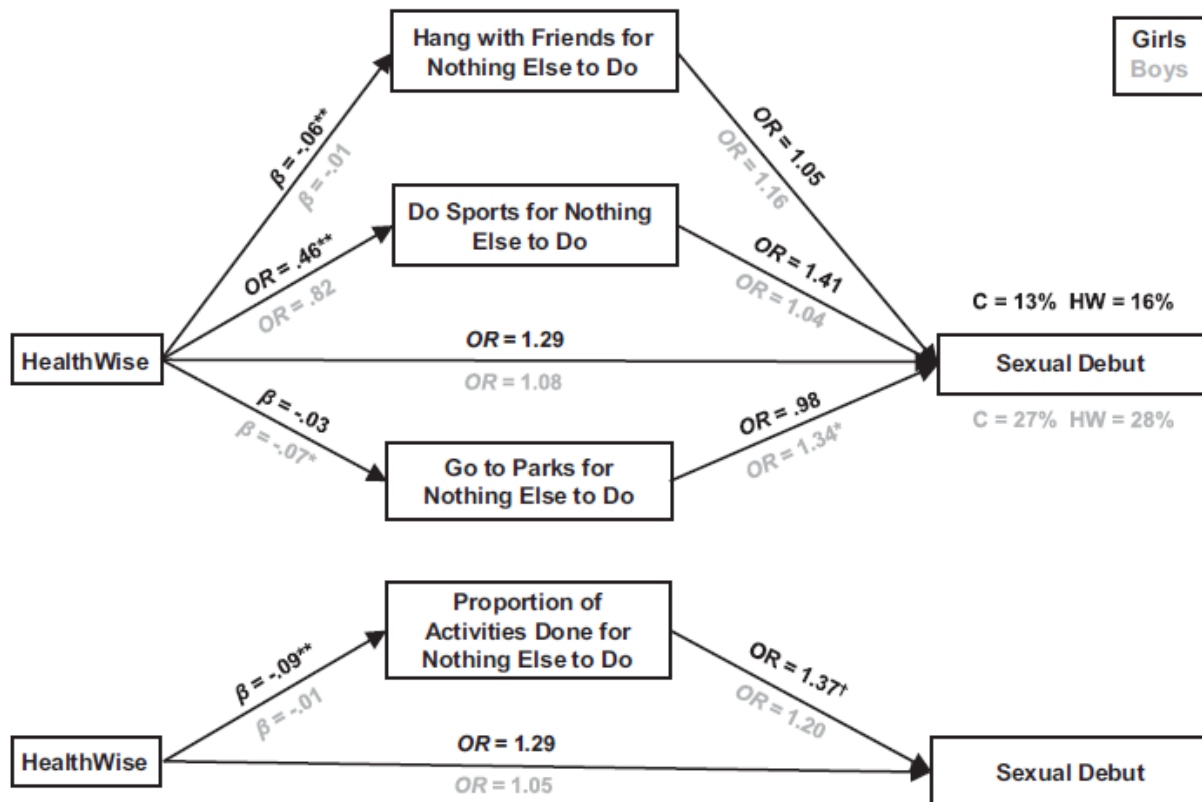 Hang with Friends for
Nothing Else to Do
Girls
Boys
β = -.06**
β = -.01
OR = 1.05
OR = 1.16
Do Sports for Nothing
Else to Do
OR = .46**
OR = .82
OR = 1.41
OR = 1.04
C = 13% HW = 16%
HealthWise
OR = 1.29
OR = 1.08
Sexual Debut
C = 27% HW = 28%
β = -.03
β = -.07*
OR = .98
OR = 1.34*
Go to Parks for
Nothing Else to Do
Proportion of
Activities Done for
Nothing Else to Do
β = -.09**
β = -.01
OR = 1.37†
OR = 1.20
HealthWise
OR = 1.29
OR = 1.05
Sexual Debut